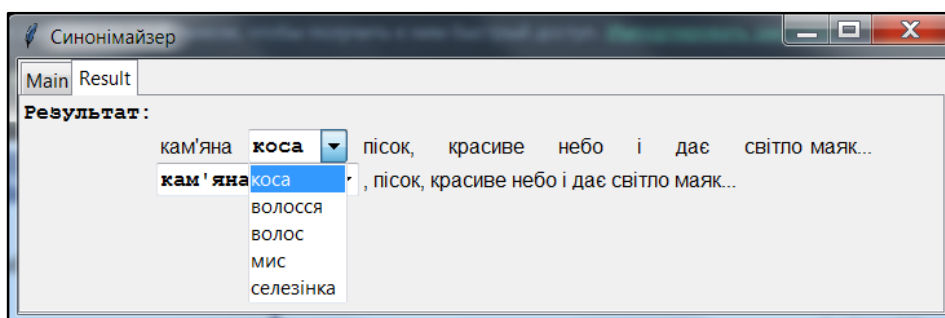 Синонімайзер
Main Result
Результат:
кам'яна коса пісок, красиве небо і дає світло маяк...
кам'яна , пісок, красиве небо і дає світло маяк...
коса
волосся
волос
мис
селезінка